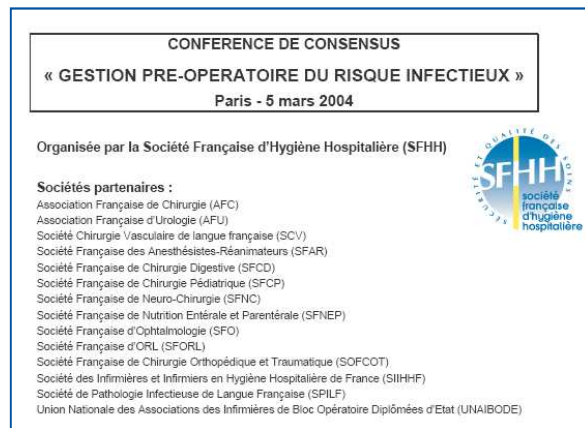 CONFERENCE DE CONSENSUS
« GESTION PRE-OPERATOIRE DU RISQUE INFECTIEUX »
Paris - 5 mars 2004
Organisée par la Société Française d'Hygiène Hospitalière (SFHH)
SÉCURITÉ ET QUALITÉ DES SOINS
SFHH
société
française
d'hygiène
hospitalière
Sociétés partenaires :
Association Française de Chirurgie (AFC)
Association Française d'Urologie (AFU)
Société Chirurgie Vasculaire de langue française (SCV)
Société Française des Anesthésistes-Réanimateurs (SFAR)
Société Française de Chirurgie Digestive (SFCD)
Société Française de Chirurgie Pédiatrique (SFCP)
Société Française de Neuro-Chirurgie (SFNC)
Société Française de Nutrition Entérale et Parentérale (SFNEP)
Société Française d'Ophtalmologie (SFO)
Société Française d'ORL (SFORL)
Société Française de Chirurgie Orthopédique et Traumatique (SOFCOT)
Société des Infirmières et Infirmiers en Hygiène Hospitalière de France (SIIHHF)
Société de Pathologie Infectieuse de Langue Française (SPILF)
Union Nationale des Associations des Infirmières de Bloc Opératoire Diplômées d'Etat (UNAIBODE)